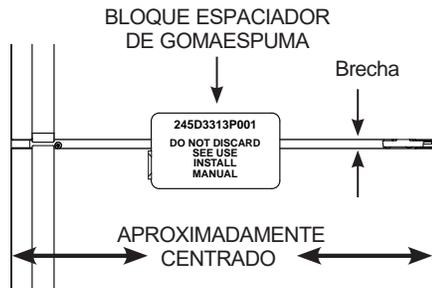 BLOQUE ESPACIADOR
DE GOMAESPUMA
Brecha
245D3313P001
DO NOT DISCARD
SEE USE
INSTALL
MANUAL
APROXIMADAMENTE
CENTRADO